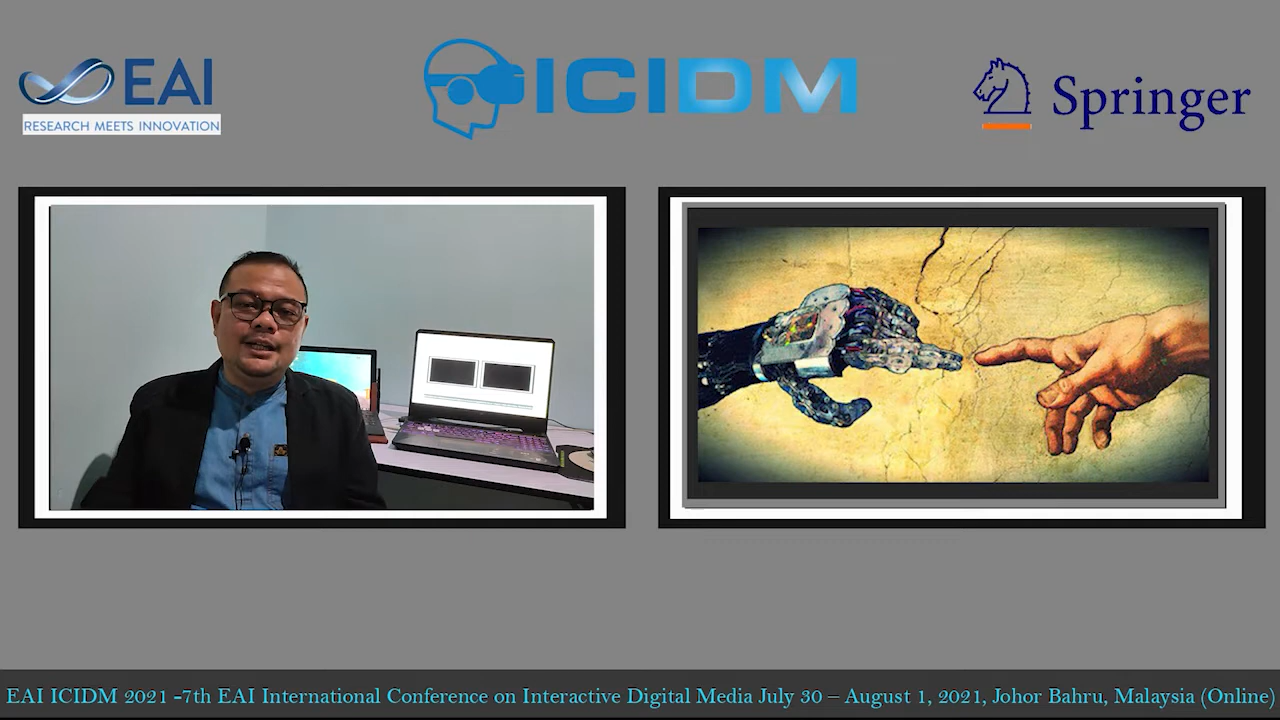 EAI
RESEARCH MEETS INNOVATION
ICIDM
Springer
EAI ICIDM 2021 -7th EAI International Conference on Interactive Digital Media July 30 – August 1, 2021, Johor Bahru, Malaysia (Online)